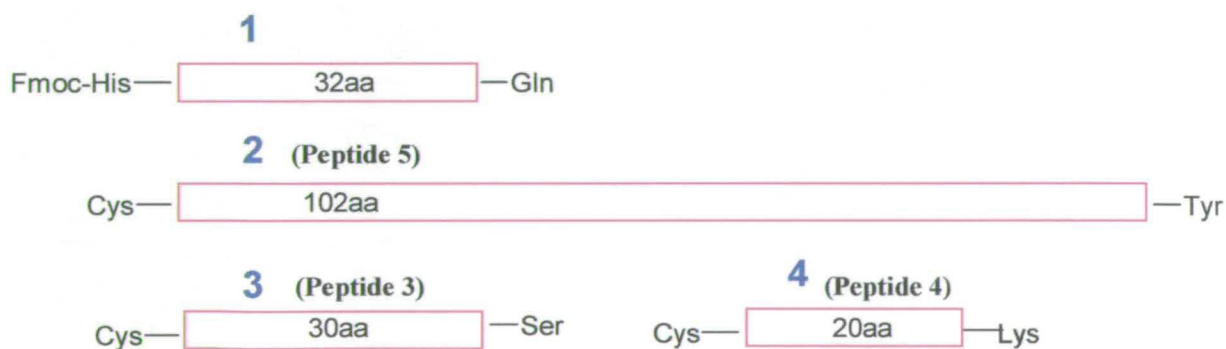 1
Fmoc-His 32aa Gln
2 (Peptide 5)
Cys 102aa Tyr
3 (Peptide 3) 4 (Peptide 4)
Cys 30aa Ser Cys 20aa Lys